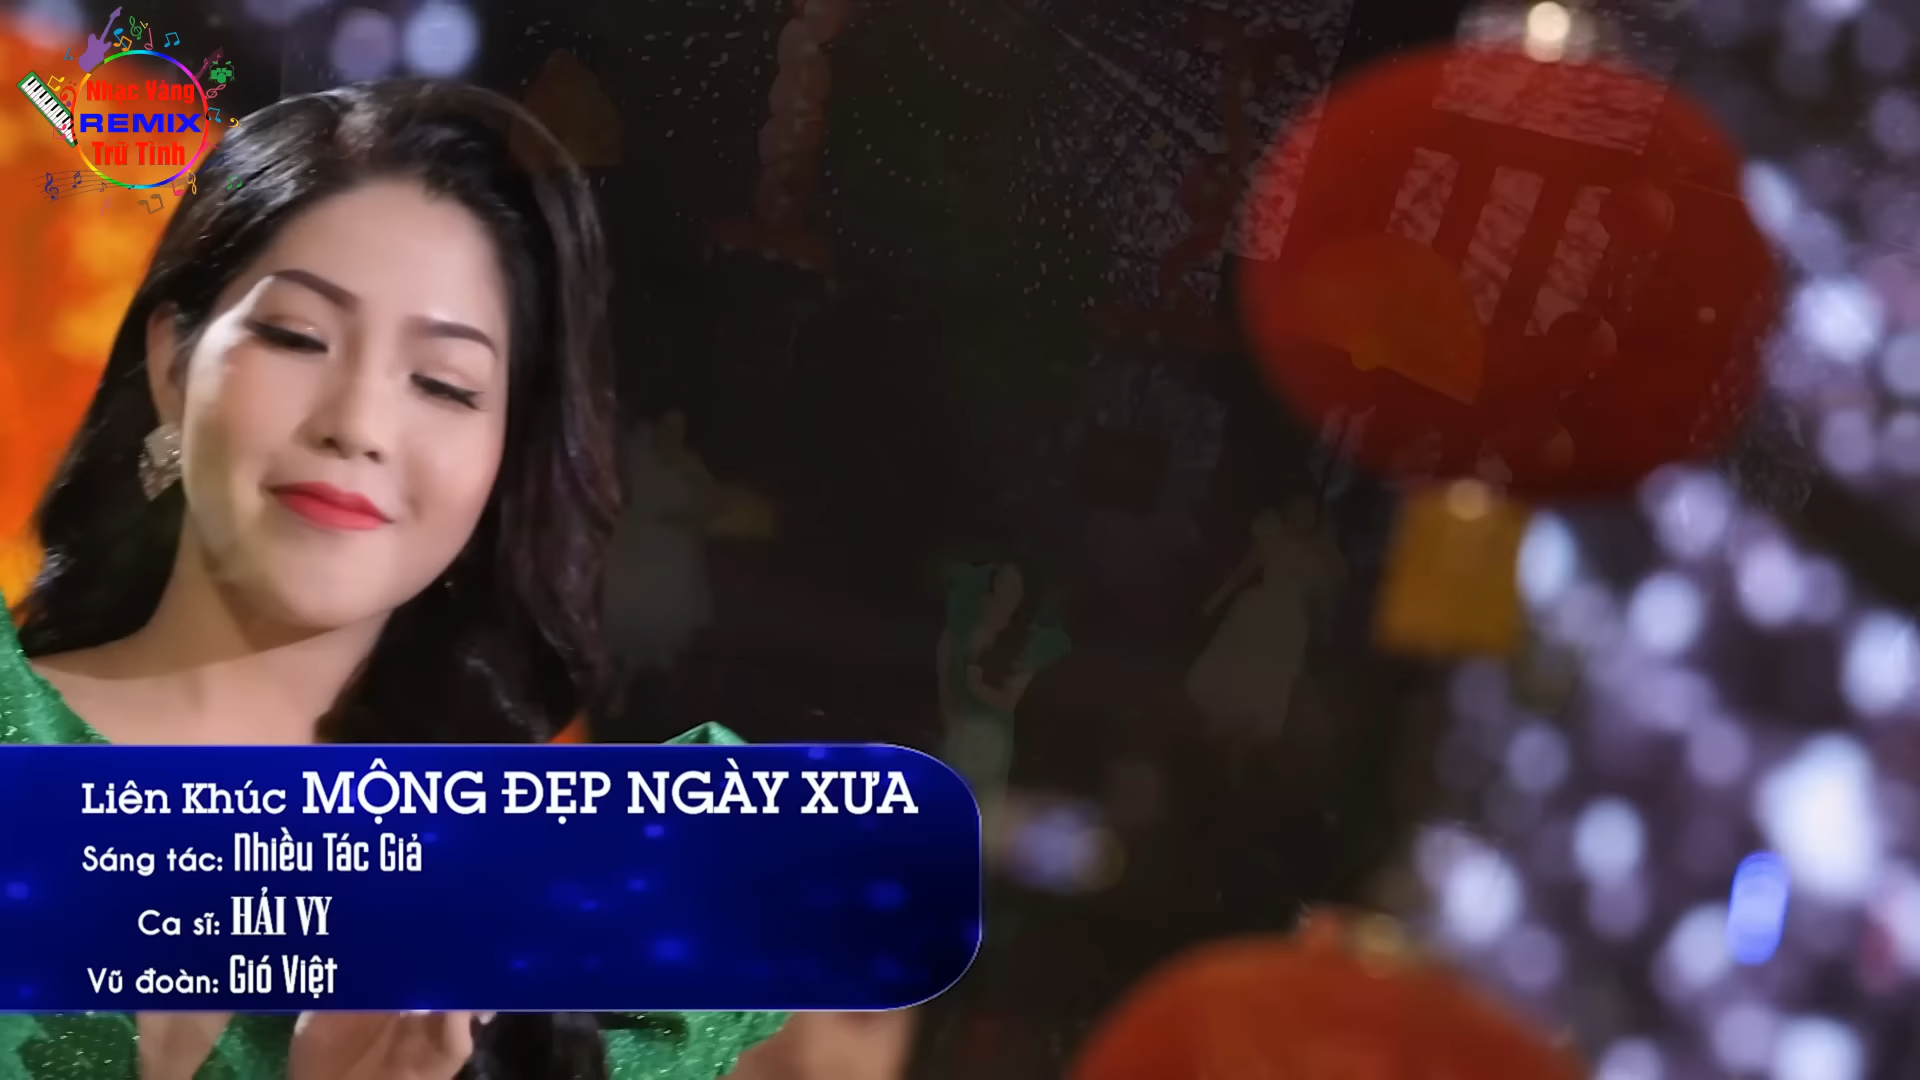 Nhạc Vàng
REMIX
Trữ Tình
Liên Khúc MỘNG ĐẸP NGÀY XƯA
Sáng tác: Nhiều Tác Giả
Ca sĩ: HẢI VY
Vũ đoàn: Gió Việt